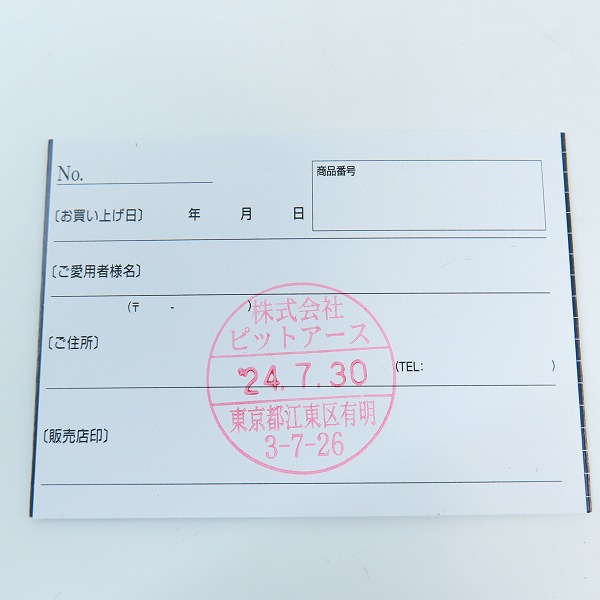 No.
商品番号
〔お買い上げ日〕 年 月 日
〔ご愛用者様名〕
(〒 - )
〔ご住所〕
(TEL: )
〔販売店印〕
株式会社
ピットアース
'24.7.30
東京都江東区有明
3-7-26